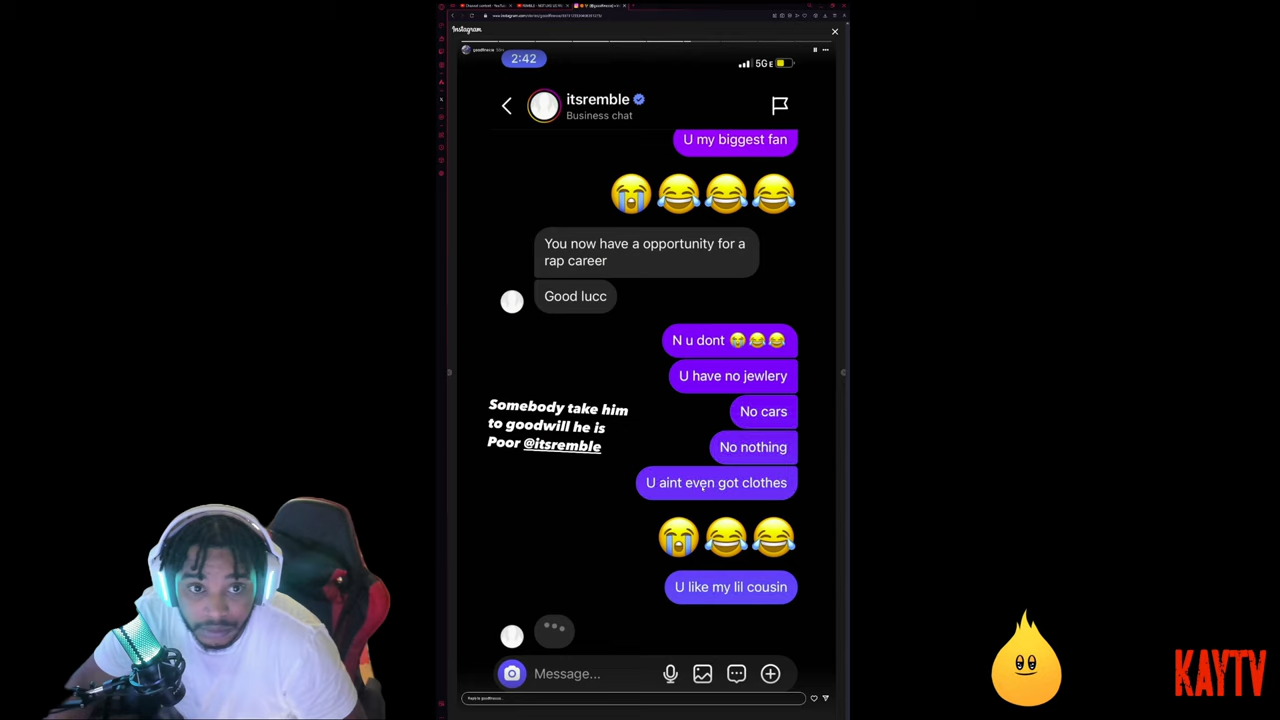 Instagram
2:42
5GE
itsremble
Business chat
U my biggest fan
You now have a opportunity for a
rap career
Good lucc
N u dont
U have no jewlery
No cars
Somebody take him
to goodwill he is
Poor @itsremble
No nothing
U aint even got clothes
U like my lil cousin
Message...
KAYTV